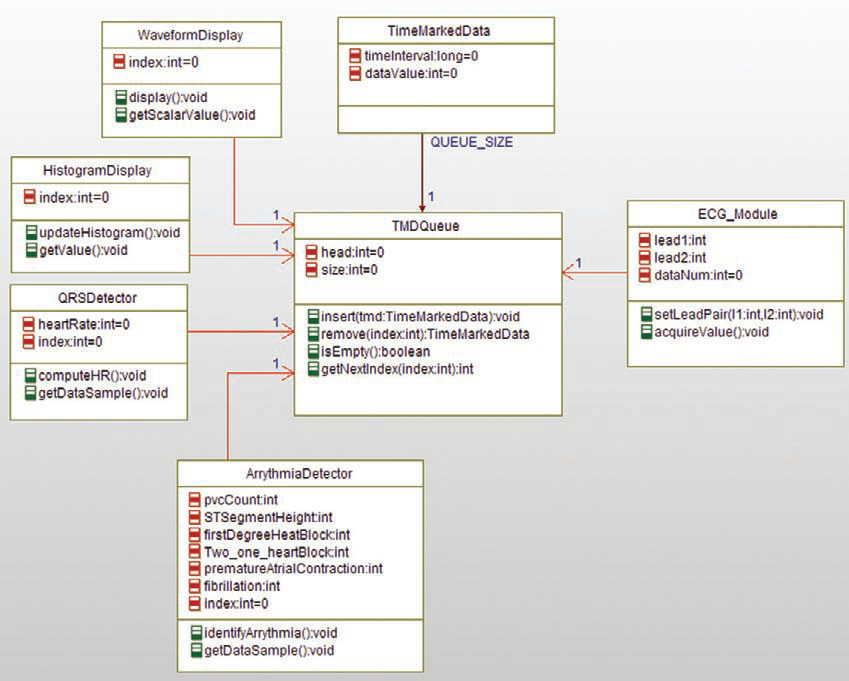 WaveformDisplay
index:int=0
display():void
getScalarValue():void
TimeMarkedData
timeInterval:long=0
dataValue:int=0
QUEUE_SIZE
1
HistogramDisplay
index:int=0
updateHistogram():void
getValue():void
1
1
TMDQueue
head:int=0
size:int=0
insert(tmd:TimeMarkedData):void
remove(index:int):TimeMarkedData
isEmpty():boolean
getNextIndex(index:int):int
ECG_Module
lead1:int
lead2:int
dataNum:int=0
setLeadPair(l1:int,l2:int):void
acquireValue():void
1
QRSDetector
heartRate:int=0
index:int=0
computeHR():void
getDataSample():void
1
1
ArrythmiaDetector
pvcCount:int
STSegmentHeight:int
firstDegreeHeatBlock:int
Two_one_heartBlock:int
prematureAtrialContraction:int
fibrillation:int
index:int=0
identifyArrythmia():void
getDataSample():void